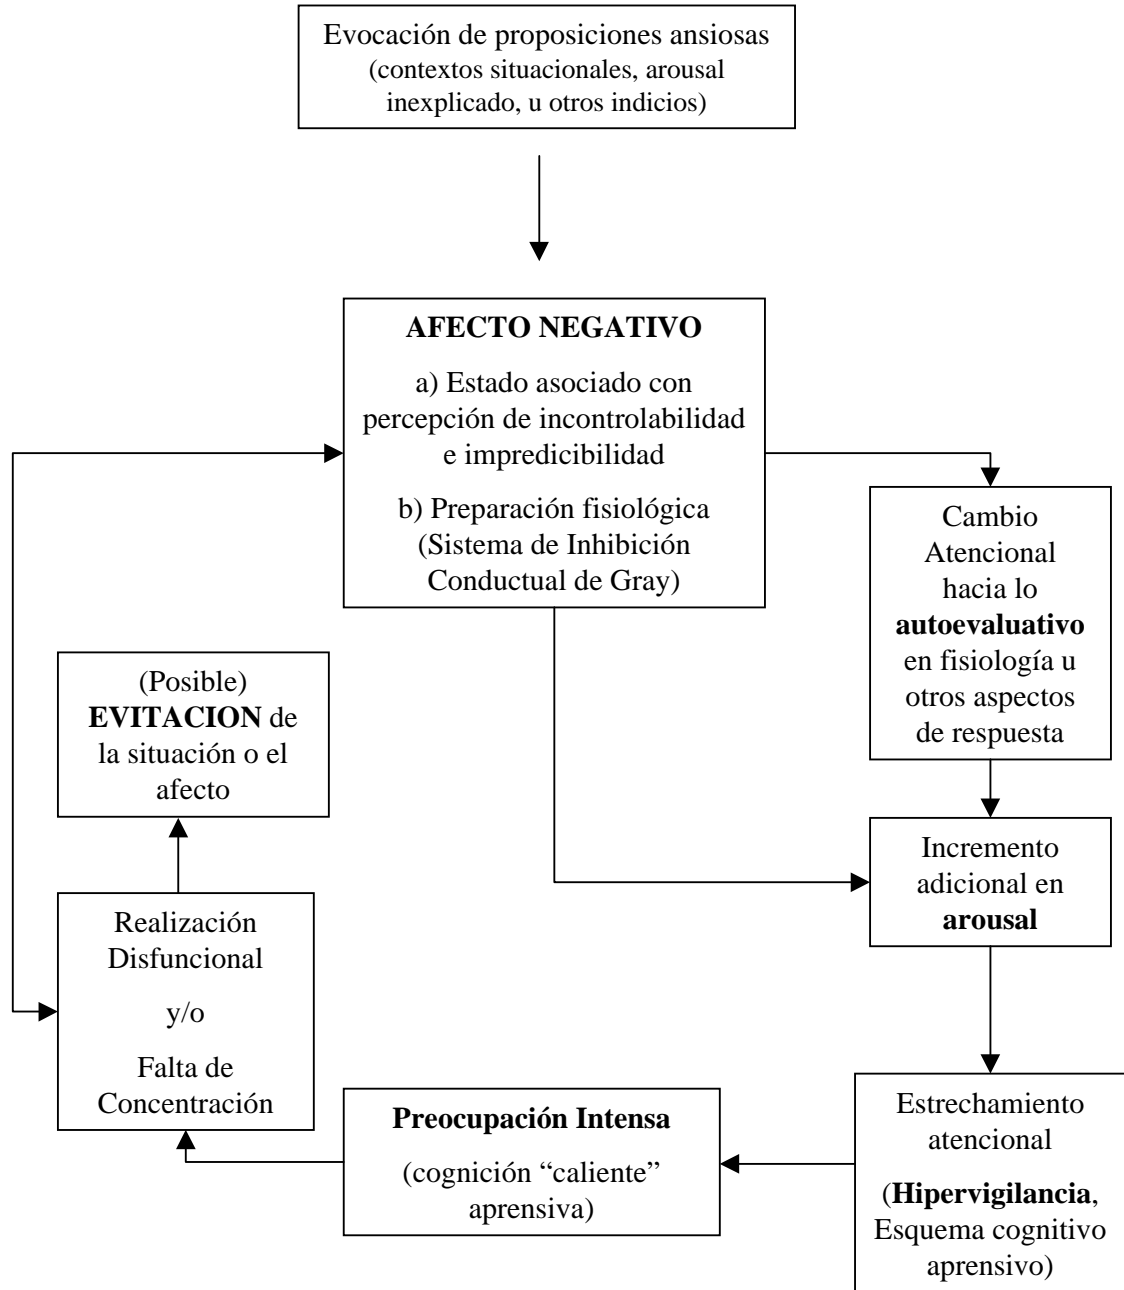 Evocación de proposiciones ansiosas
(contextos situacionales, arousal
inexplicado, u otros indicios)
AFECTO NEGATIVO
a) Estado asociado con
percepción de incontrolabilidad
e impredicibilidad
b) Preparación fisiológica
(Sistema de Inhibición
Conductual de Gray)
Cambio
Atencional
hacia lo
autoevaluativo
en fisiología u
otros aspectos
de respuesta
Incremento
adicional en
arousal
Estrechamiento
atencional
(Hipervigilancia,
Esquema cognitivo
aprensivo)
Preocupación Intensa
(cognición “caliente”
aprensiva)
Realización
Disfuncional
y/o
Falta de
Concentración
(Posible)
EVITACION de
la situación o el
afecto